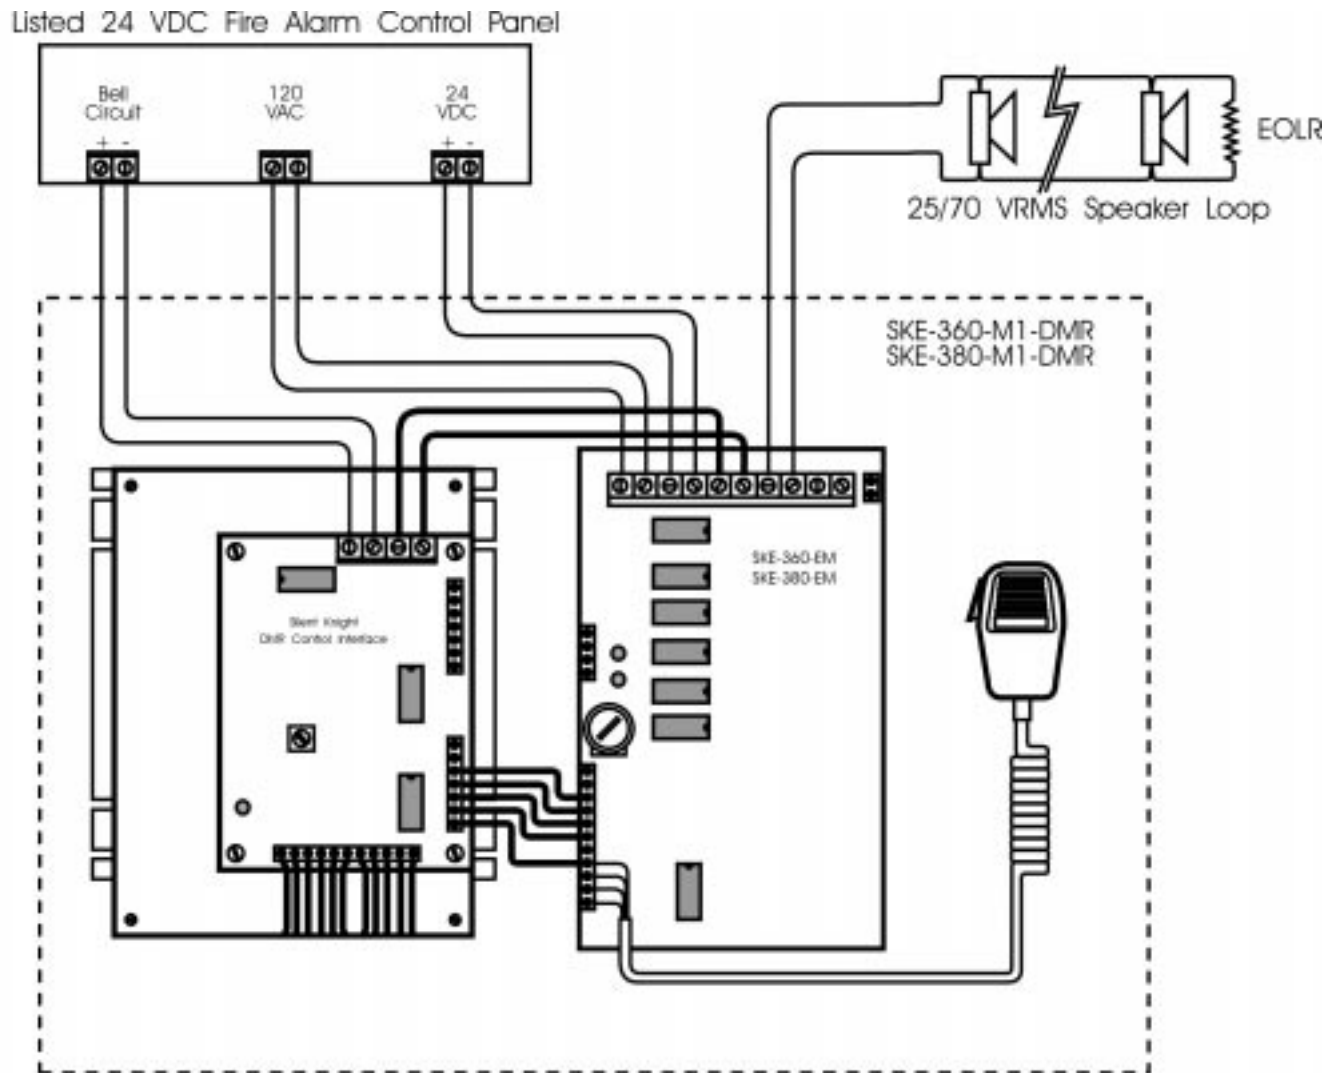 Listed 24 VDC Fire Alarm Control Panel
Bell
Circuit
+ -
120
VAC
24
VDC
+ -
EOLR
25/70 VRMS Speaker Loop
SKE-360-M1-DMR
SKE-380-M1-DMR
SKE-360-EM
SKE-380-EM
Silent Knight
DMR Control Interface